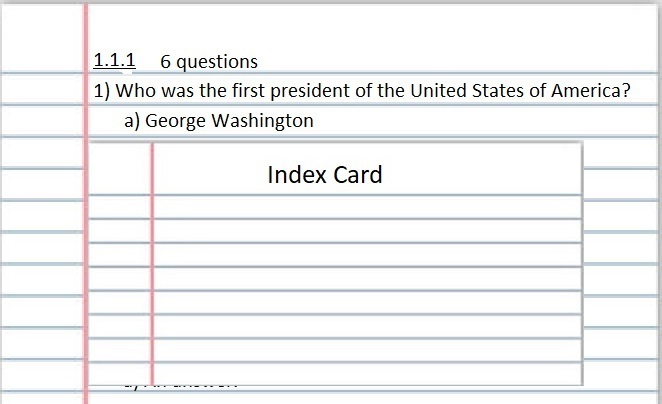 1.1.1 6 questions
1) Who was the first president of the United States of America?
a) George Washington
Index Card